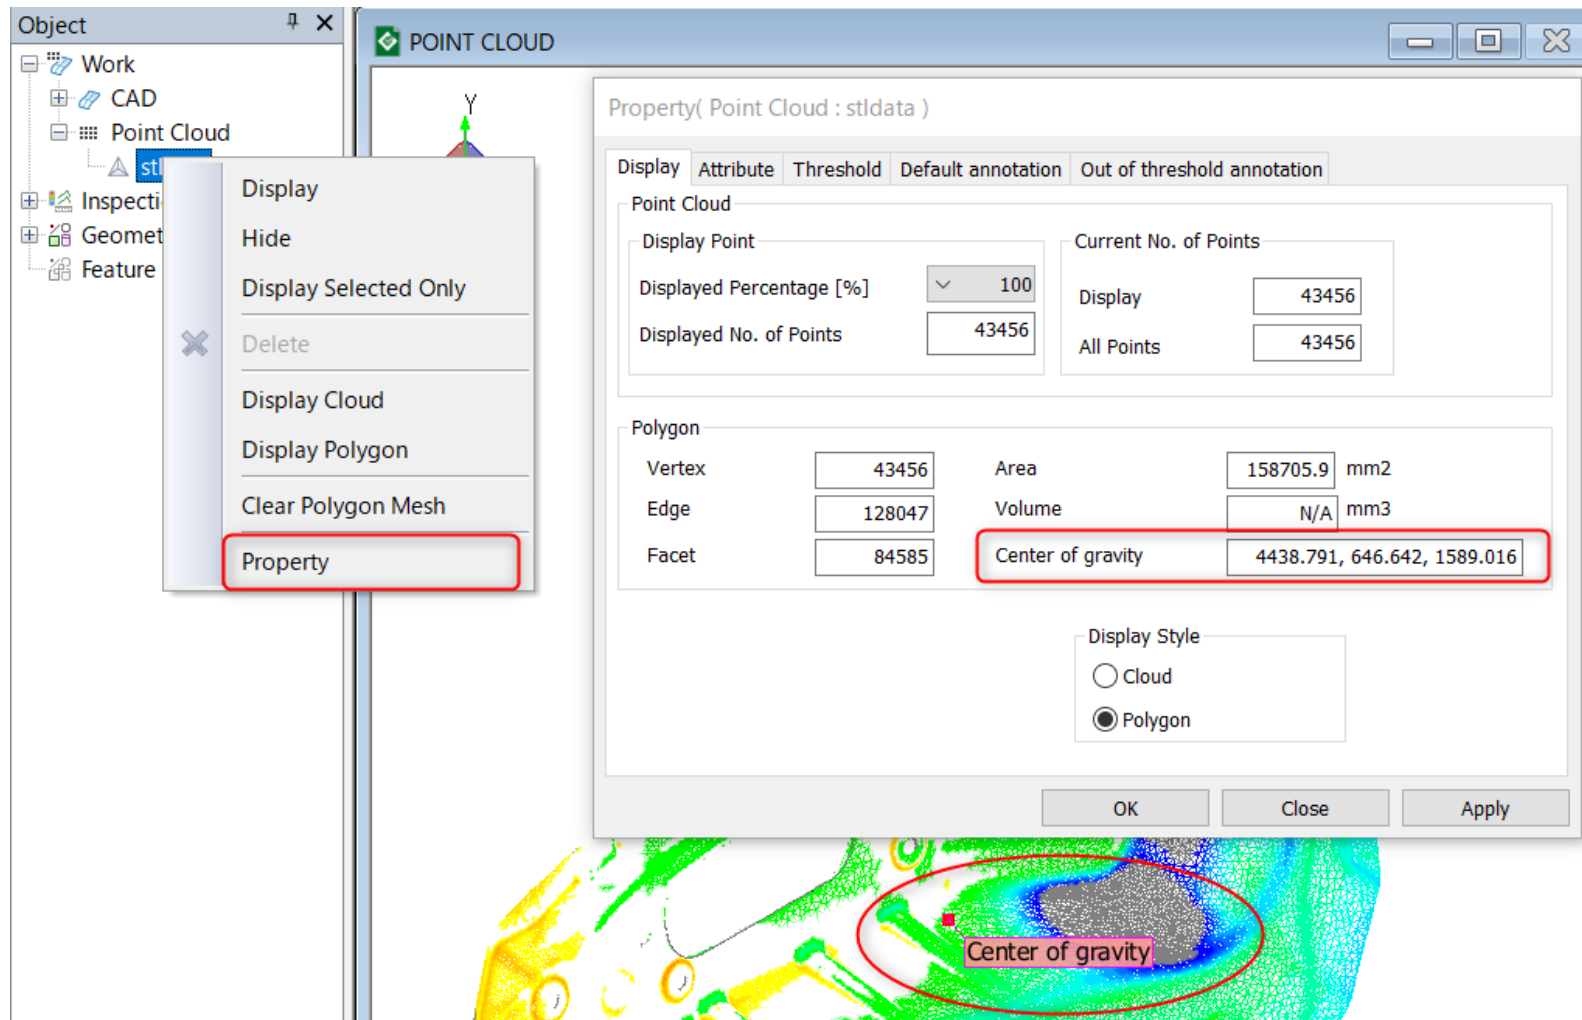 Object
Work
CAD
Point Cloud
Geomet
Feature
Display
Hide
Display Selected Only
Delete
Display Cloud
Display Polygon
Clear Polygon Mesh
Property
POINT CLOUD
Y
Property( Point Cloud : stldata )
Display Attribute Threshold Default annotation Out of threshold annotation
Point Cloud
Display Point
Displayed Percentage [%] 100
Displayed No. of Points 43456
Current No. of Points
Display 43456
All Points 43456
Polygon
Vertex 43456
Edge 128047
Facet 84585
Area 158705.9 mm2
Volume N/A mm3
Center of gravity 4438.791, 646.642, 1589.016
Display Style
Cloud
Polygon
OK Close Apply
Center of gravity